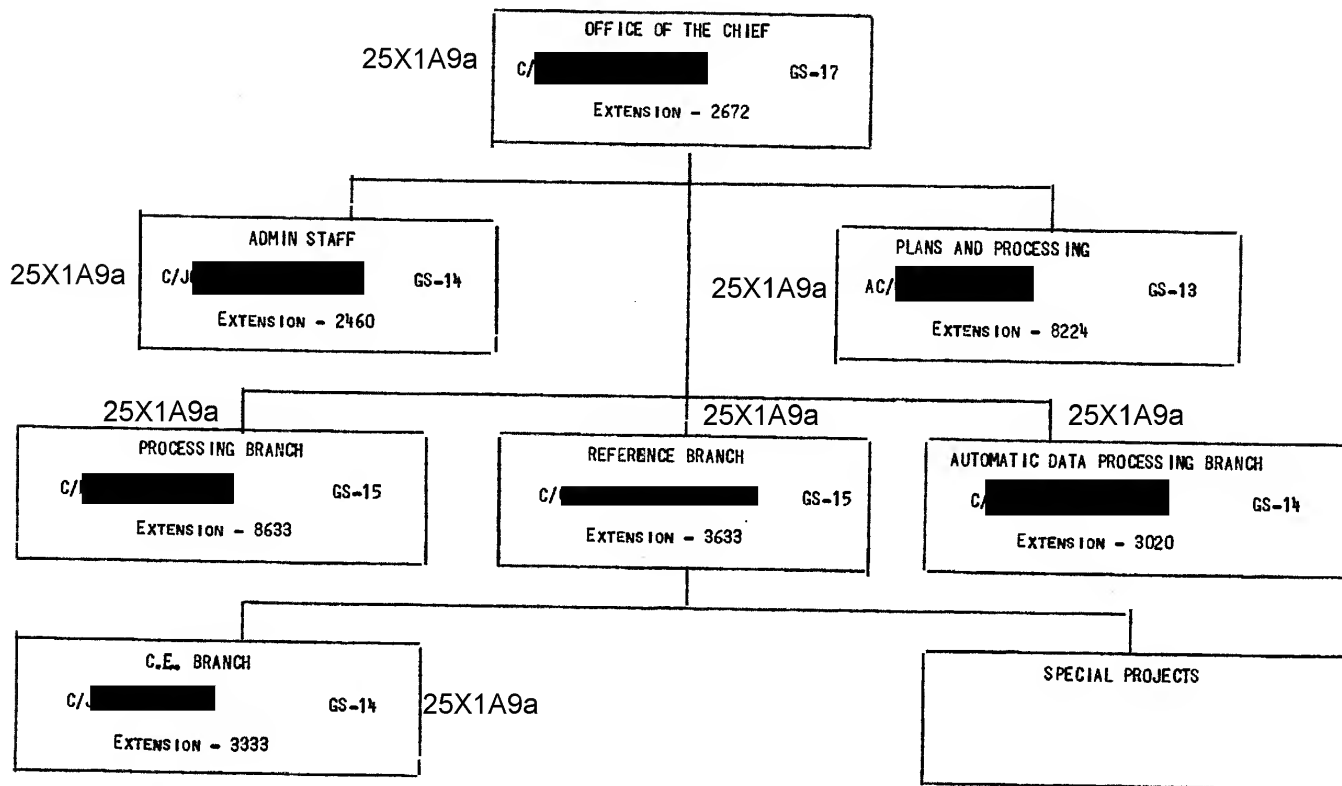 OFFICE OF THE CHIEF
25X1A9a
C/ GS-17
EXTENSION - 2672
ADMIN STAFF
25X1A9a
C/J GS-14
EXTENSION - 2460
PLANS AND PROCESSING
25X1A9a
AC/ GS-13
EXTENSION - 8224
25X1A9a
PROCESSING BRANCH
C/ GS-15
EXTENSION - 8633
25X1A9a
REFERENCE BRANCH
C/ GS-15
EXTENSION - 3633
25X1A9a
AUTOMATIC DATA PROCESSING BRANCH
C/ GS-14
EXTENSION - 3020
C.E. BRANCH
C/J GS-14
25X1A9a
EXTENSION - 3333
SPECIAL PROJECTS